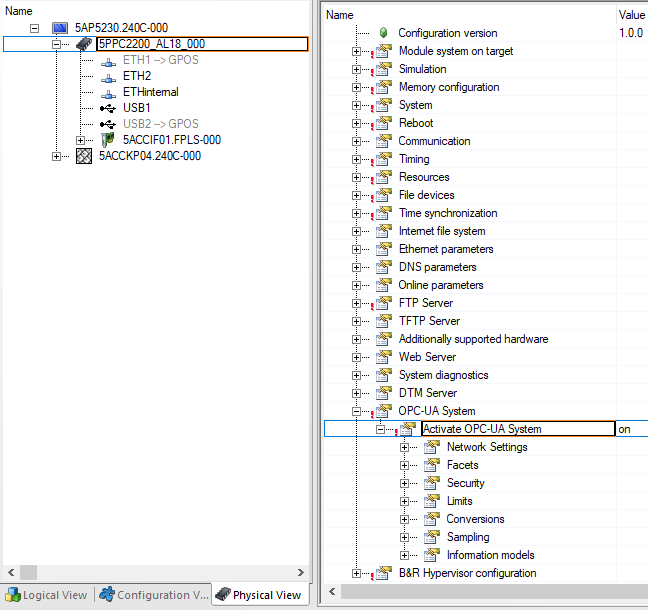 Name
5AP5230.240C-000
5PPC2200_AL18_000
ETH1 --> GPOS
ETH2
ETHinternal
USB1
USB2 --> GPOS
5ACCIF01.FPLS-000
5ACCKP04.240C-000
Logical View
Configuration V...
Physical View
Name Value
Configuration version 1.0.0
Module system on target
Simulation
Memory configuration
System
Reboot
Communication
Timing
Resources
File devices
Time synchronization
Internet file system
Ethernet parameters
DNS parameters
Online parameters
FTP Server
TFTP Server
Additionally supported hardware
Web Server
System diagnostics
DTM Server
OPC-UA System
Activate OPC-UA System on
Network Settings
Facets
Security
Limits
Conversions
Sampling
Information models
B&R Hypervisor configuration